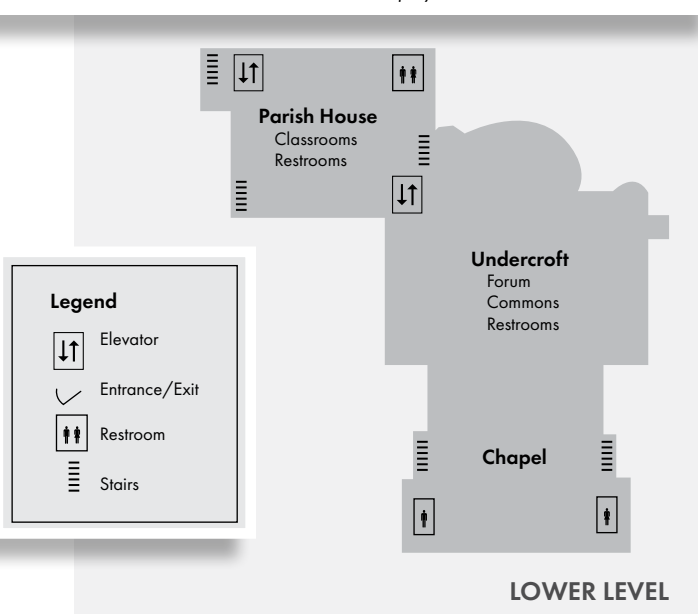 Parish House
Classrooms
Restrooms
Undercroft
Forum
Commons
Restrooms
Legend
Elevator
Entrance/Exit
Restroom
Stairs
Chapel
LOWER LEVEL